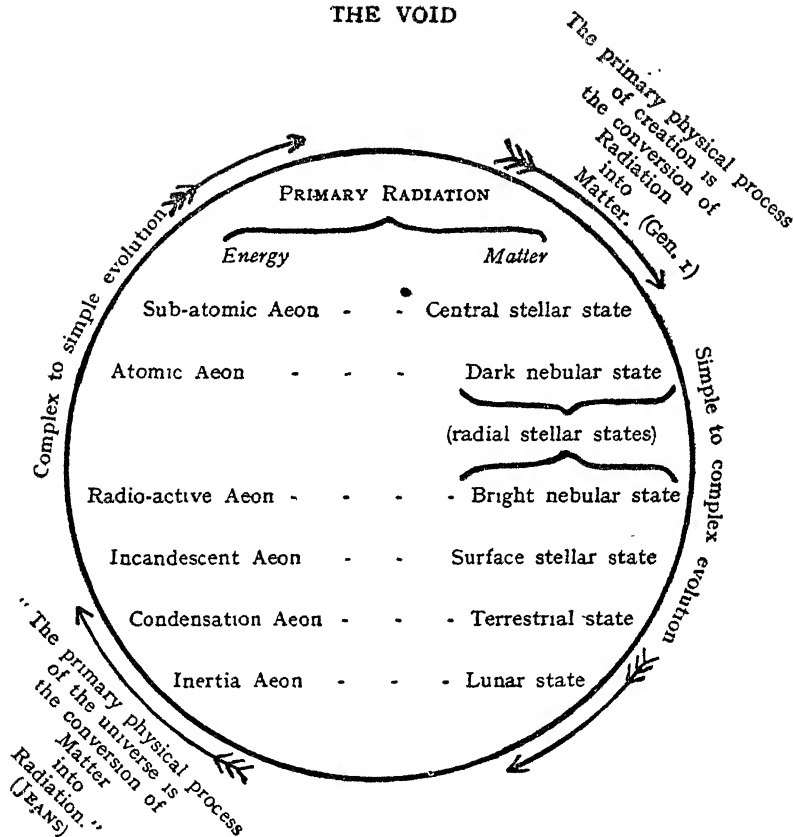 THE VOID
The primary physical process
of creation is
the conversion of
Radiation
into
Matter. (Gen. 1)
PRIMARY RADIATION
Energy Matter
Sub-atomic Aeon - - Central stellar state
Atomic Aeon - - - Dark nebular state
(radial stellar states)
Radio-active Aeon - - - - Bright nebular state
Incandescent Aeon - - Surface stellar state
Condensation Aeon - - - Terrestrial state
Inertia Aeon - - - Lunar state
Complex to simple evolution
Simple to complex evolution
"The primary physical process
of the universe is
the conversion of
Matter
into
Radiation."
(JEANS)